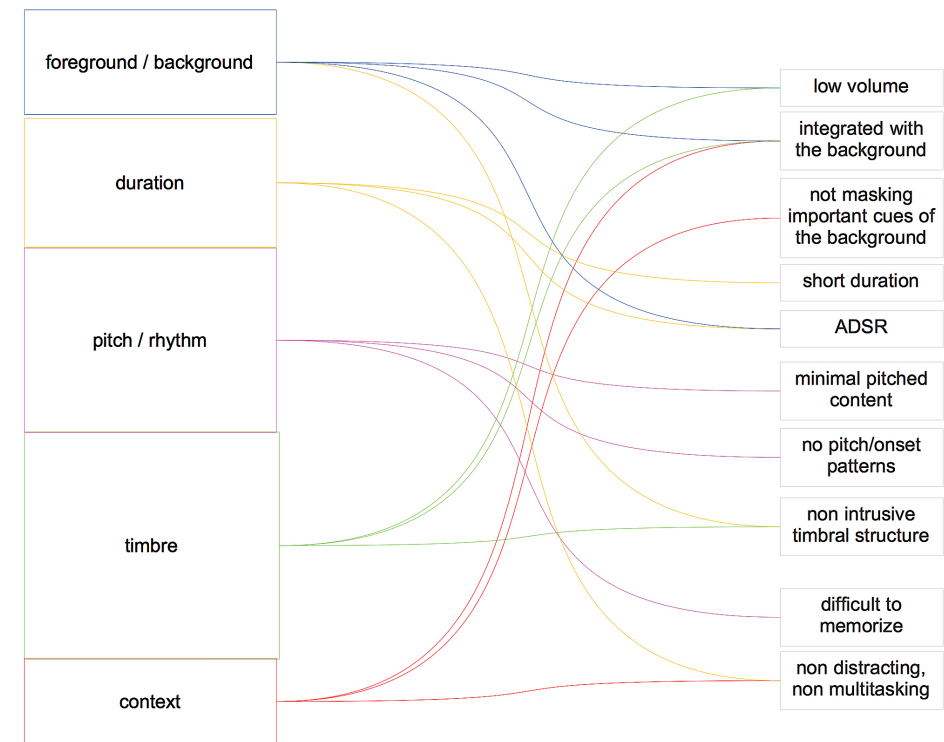 foreground / background
duration
pitch / rhythm
timbre
context
low volume
integrated with
the background
not masking
important cues of
the background
short duration
ADSR
minimal pitched
content
no pitch/onset
patterns
non intrusive
timbral structure
difficult to
memorize
non distracting,
non multitasking